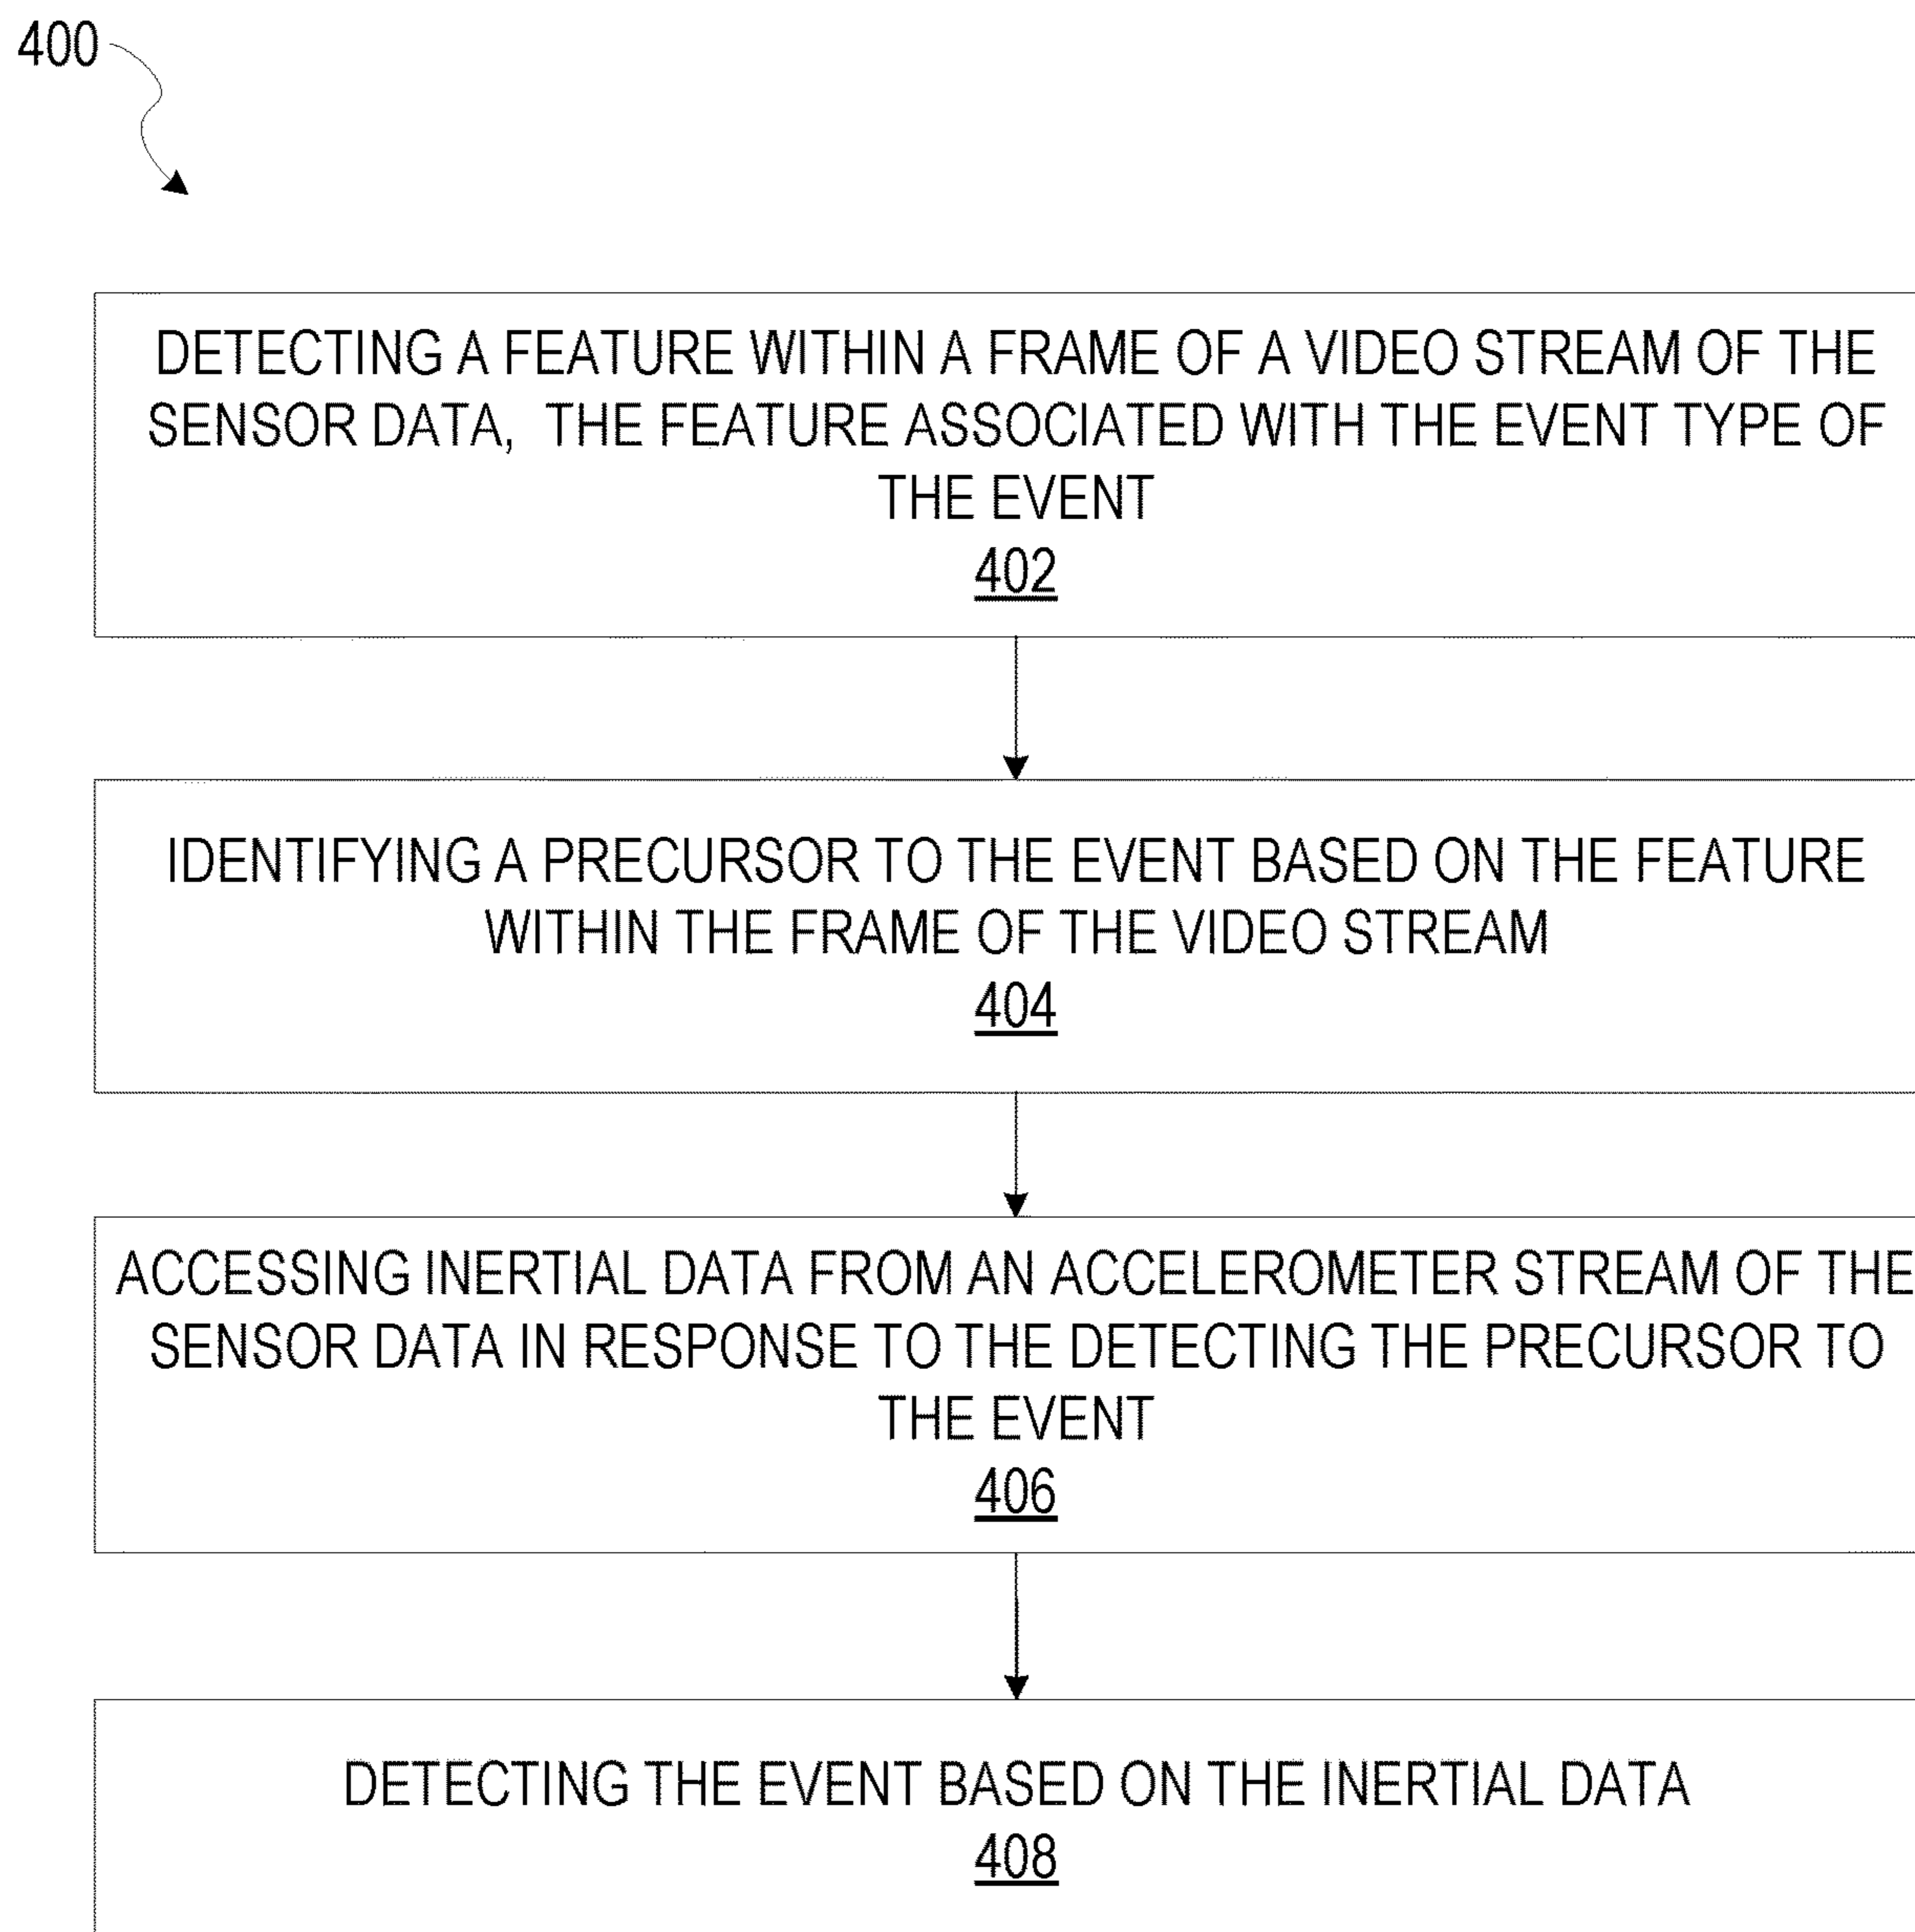 400
DETECTING A FEATURE WITHIN A FRAME OF A VIDEO STREAM OF THE
SENSOR DATA, THE FEATURE ASSOCIATED WITH THE EVENT TYPE OF
THE EVENT
402
IDENTIFYING A PRECURSOR TO THE EVENT BASED ON THE FEATURE
WITHIN THE FRAME OF THE VIDEO STREAM
404
ACCESSING INERTIAL DATA FROM AN ACCELEROMETER STREAM OF THE
SENSOR DATA IN RESPONSE TO THE DETECTING THE PRECURSOR TO
THE EVENT
406
DETECTING THE EVENT BASED ON THE INERTIAL DATA
408